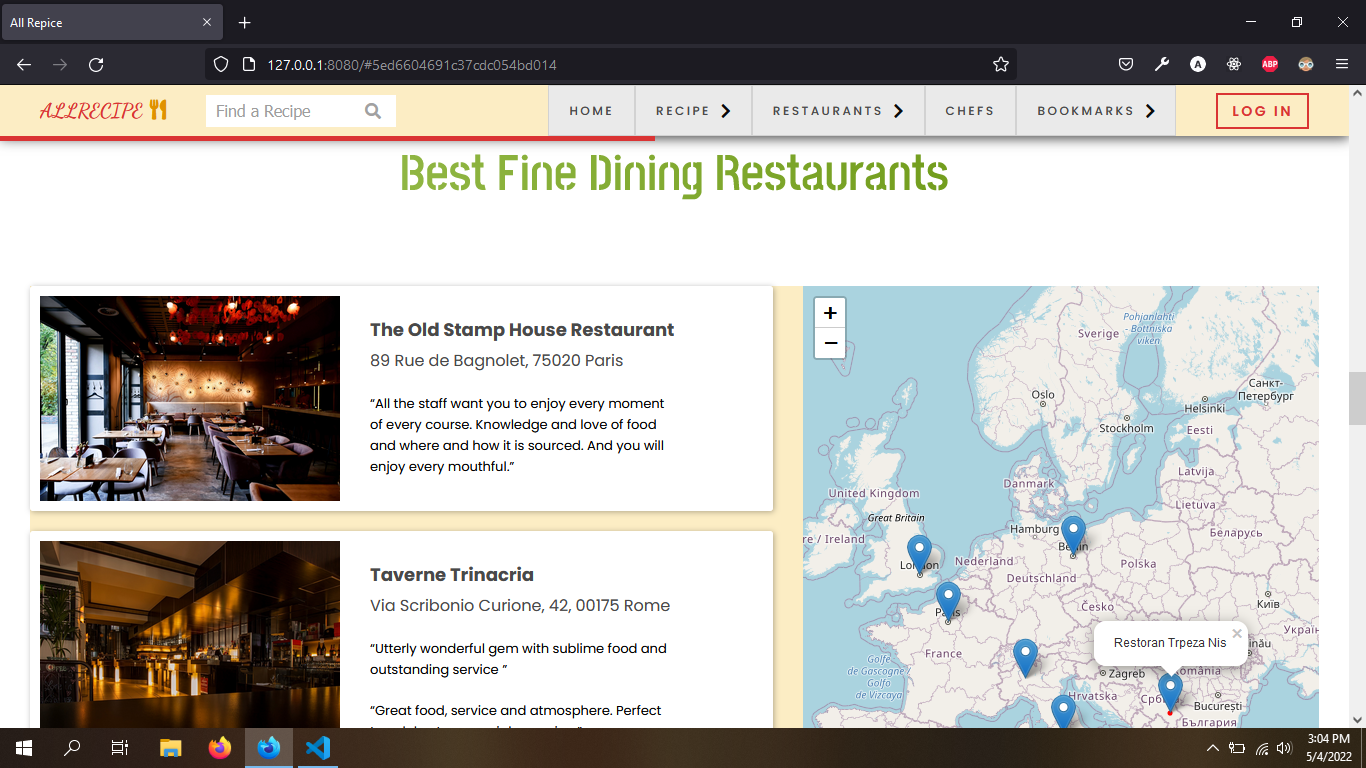 All Repice
127.0.0.1:8080/#5ed6604691c37cdc054bd014
ABP
A
ALLRECIPE
Find a Recipe
HOME
RECIPE
RESTAURANTS
CHEFS
BOOKMARKS
LOG IN
Best Fine Dining Restaurants
The Old Stamp House Restaurant
89 Rue de Bagnolet, 75020 Paris
“All the staff want you to enjoy every moment
of every course. Knowledge and love of food
and where and how it is sourced. And you will
enjoy every mouthful.”
Taverne Trinacria
Via Scribonio Curione, 42, 00175 Rome
“Utterly wonderful gem with sublime food and
outstanding service ”
“Great food, service and atmosphere. Perfect
+
−
Pohjanlahti
- Bottniska
viken
Sverige
Oslo
Санкт-
Петербург
Helsinki
Stockholm
Eesti
Latvija
Danmark
United Kingdom
Lietuva
Great Britain
Hamburg
Беларусь
re / Ireland
Berlin
London
Nederland
Polska
Deutschland
Paris
Česko
Київ
Restoran Trpeza Nis
×
Україн
France
Golfe
de Gascogne
Golfo
de Vizcaya
Zagreb
România
Hrvatska
București
България
3:04 PM
5/4/2022